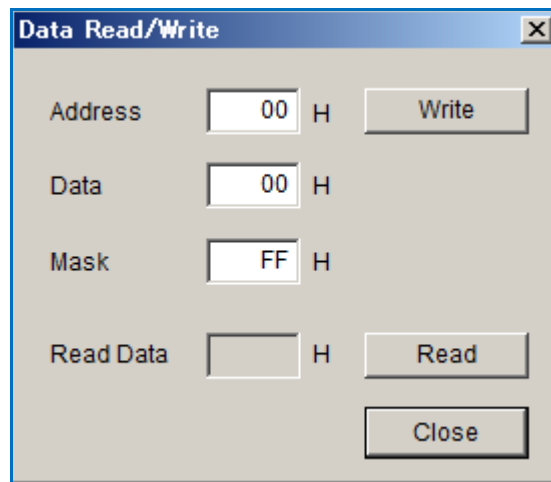 Data Read/Write
Address 00 H Write
Data 00 H
Mask FF H
Read Data H Read
Close